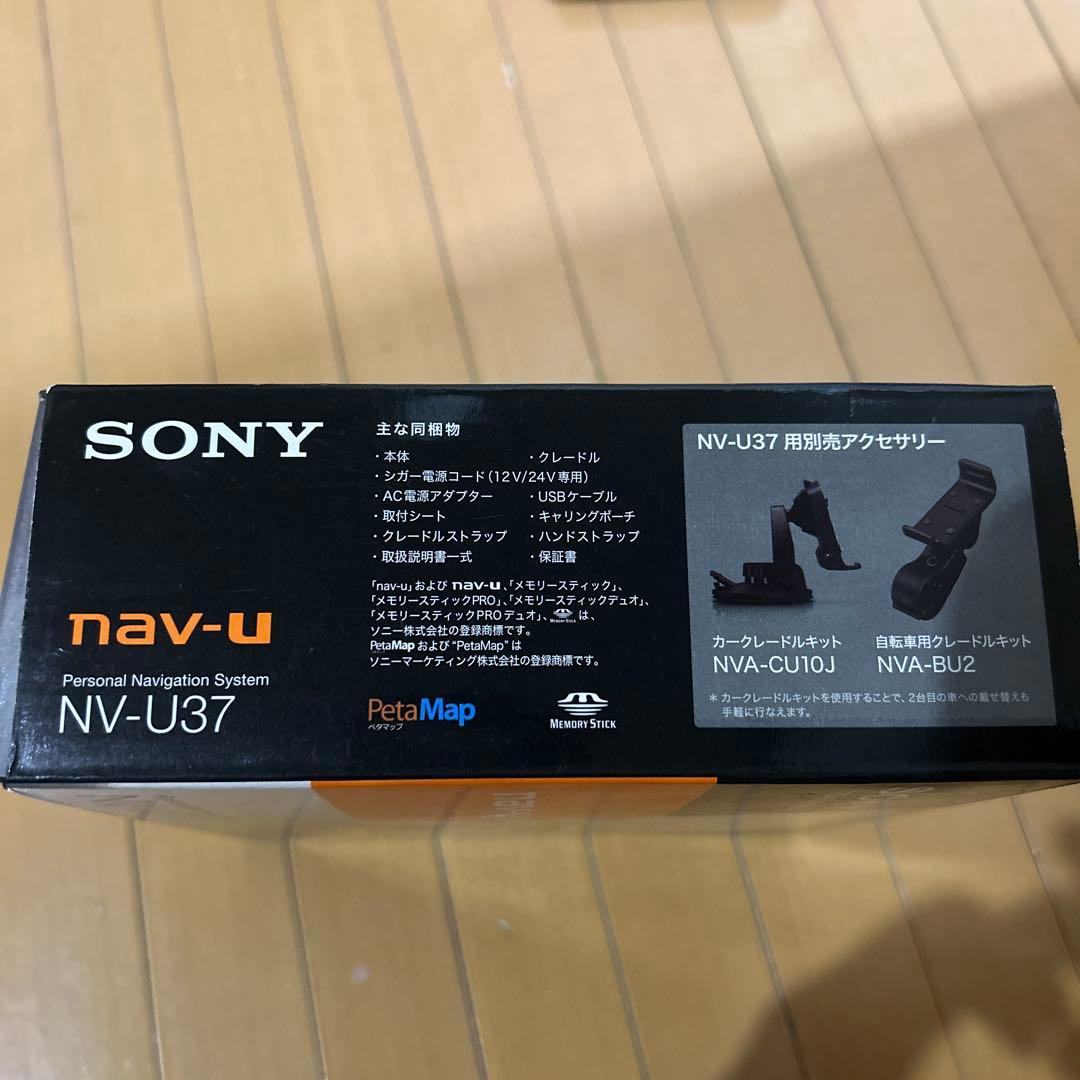 SONY
nav-u
Personal Navigation System
NV-U37
主な同梱物
・本体 ・クレードル
・シガー電源コード(12V/24V専用)
・AC電源アダプター ・USBケーブル
・取付シート ・キャリングポーチ
・クレードルストラップ ・ハンドストラップ
・取扱説明書一式 ・保証書
「nav-u」および nav-u、「メモリースティック」、
「メモリースティックPRO」、「メモリースティックデュオ」、
「メモリースティックPROデュオ」、MEMORY STICK は、
ソニー株式会社の登録商標です。
PetaMap および "PetaMap" は
ソニーマーケティング株式会社の登録商標です。
PetaMap
ペタマップ
MEMORY STICK
NV-U37 用別売アクセサリー
カークレードルキット
NVA-CU10J
自転車用クレードルキット
NVA-BU2
*カークレードルキットを使用することで、2台目の車への載せ替えも
手軽に行なえます。